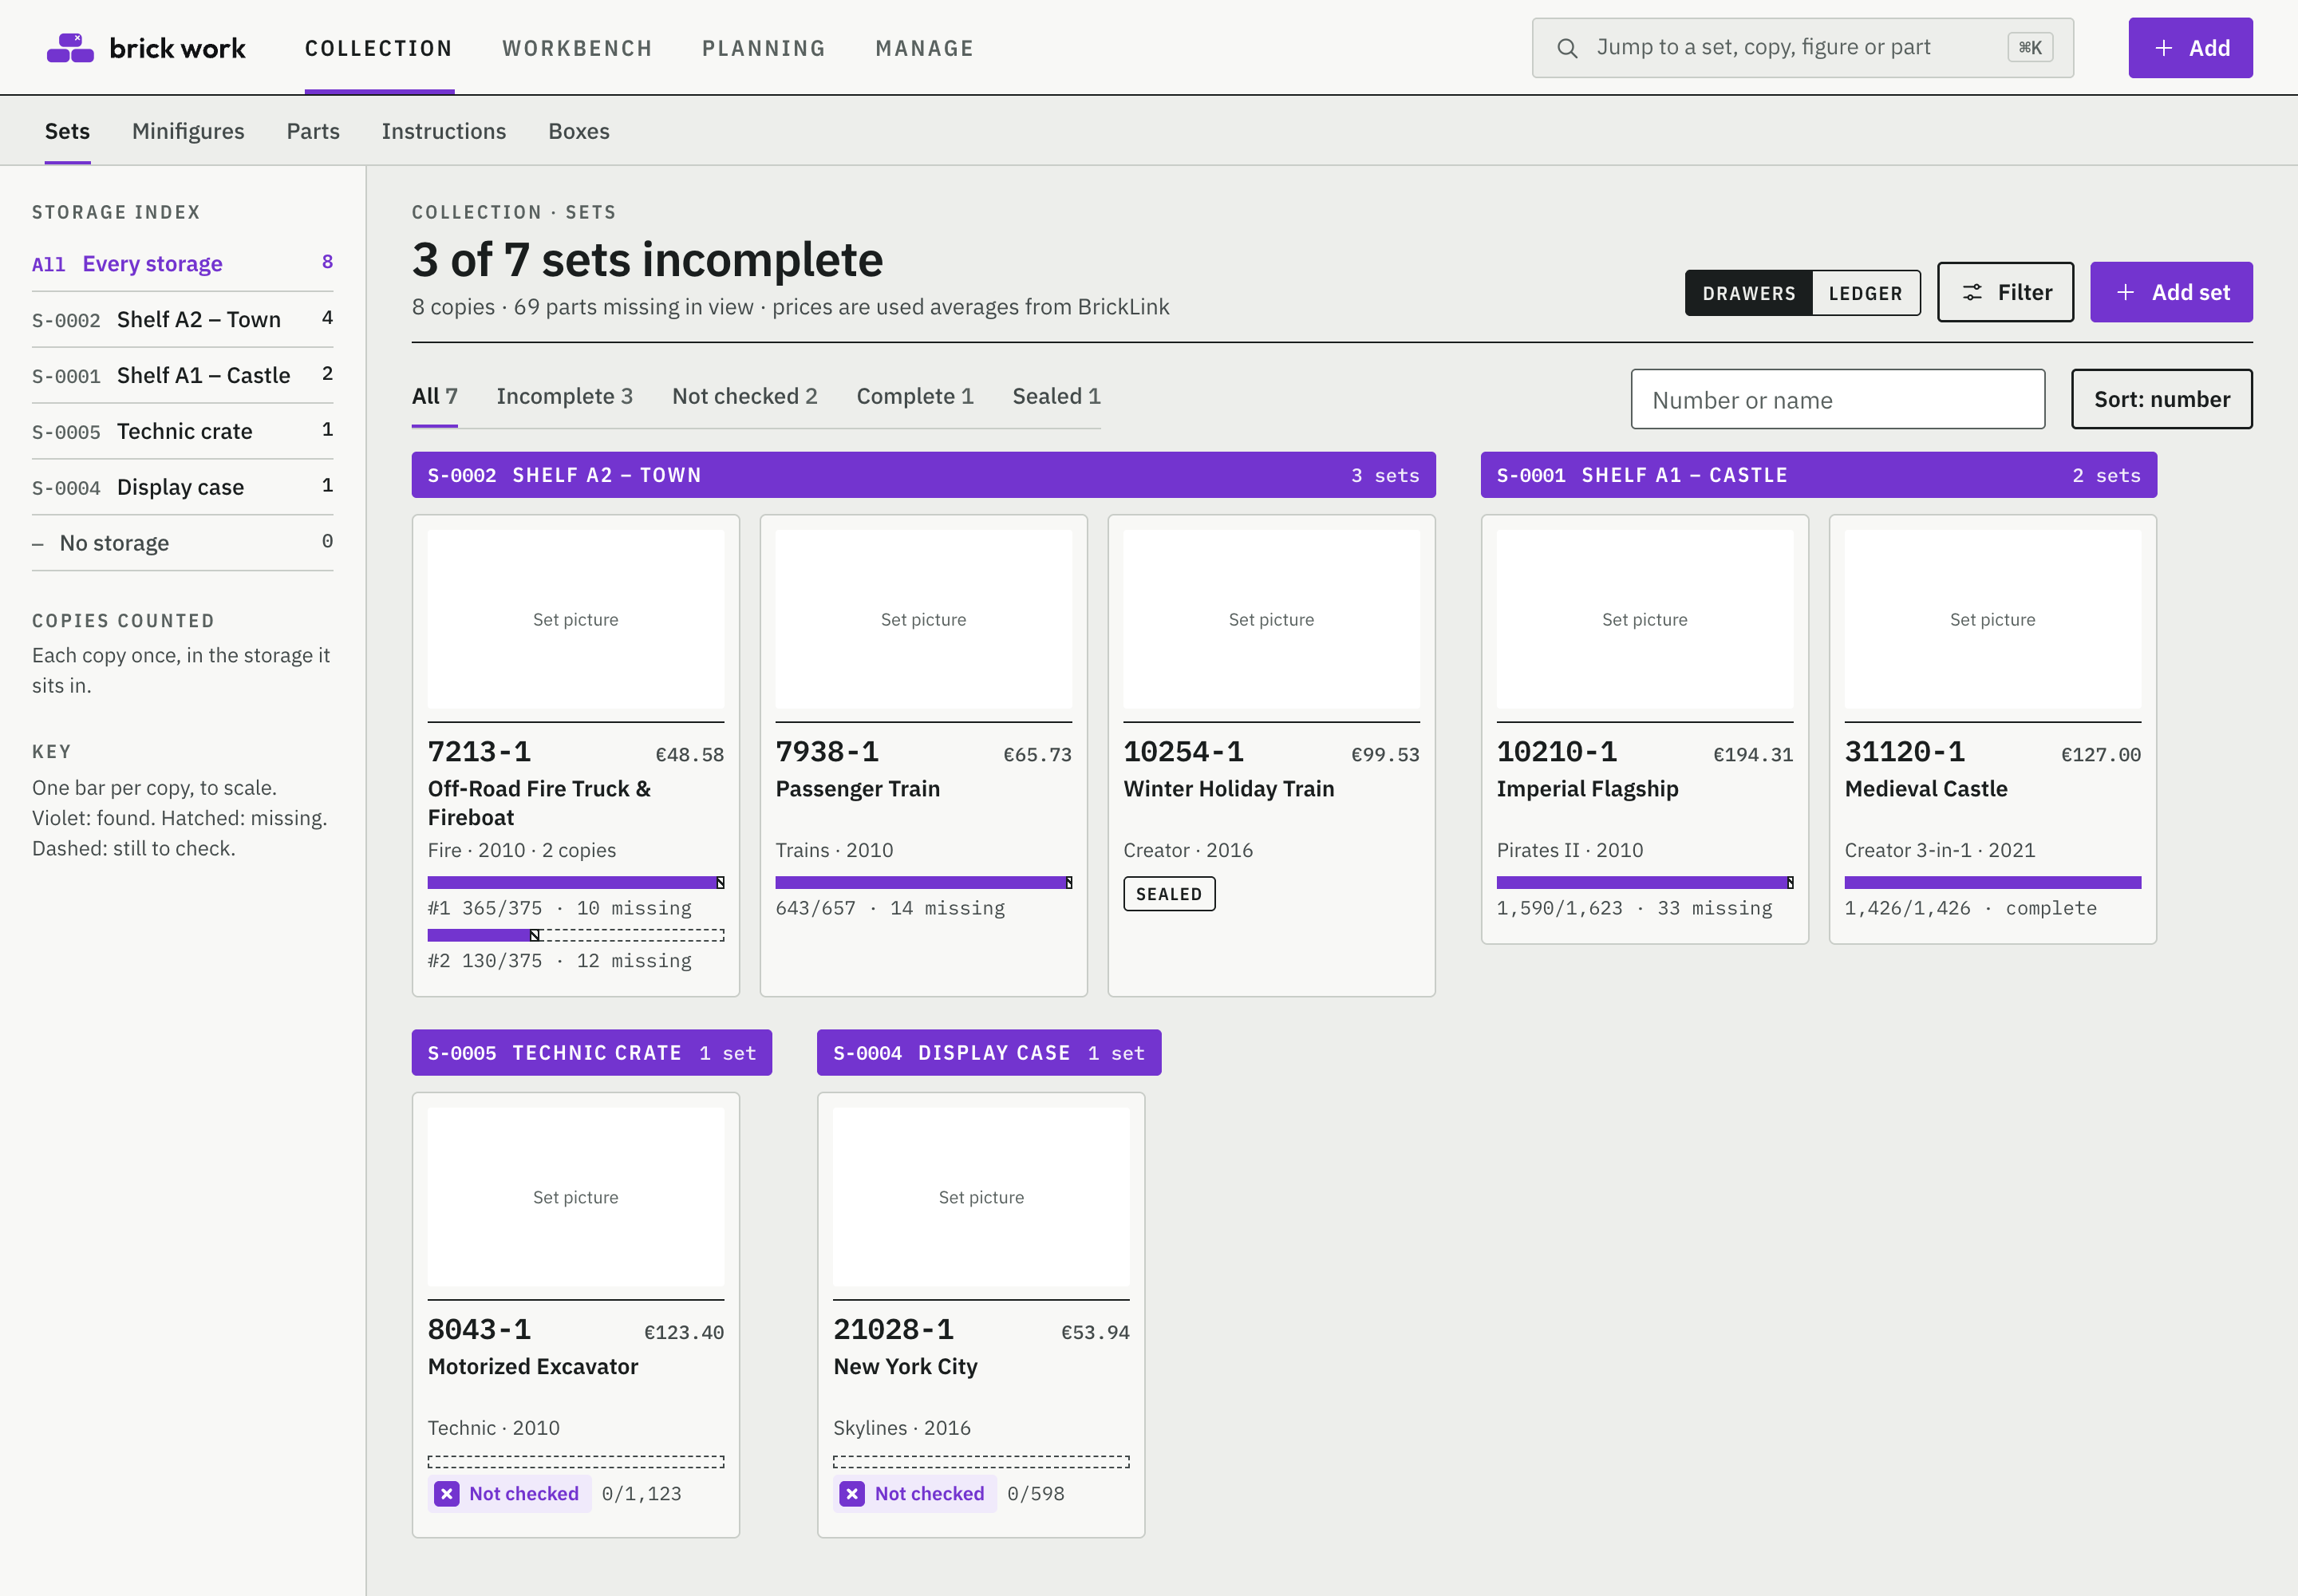 brick work
COLLECTION
WORKBENCH
PLANNING
MANAGE
Jump to a set, copy, figure or part
⌘K
+ Add
Sets
Minifigures
Parts
Instructions
Boxes
STORAGE INDEX
All Every storage 8
S-0002 Shelf A2 – Town 4
S-0001 Shelf A1 – Castle 2
S-0005 Technic crate 1
S-0004 Display case 1
– No storage 0
COPIES COUNTED
Each copy once, in the storage it
sits in.
KEY
One bar per copy, to scale.
Violet: found. Hatched: missing.
Dashed: still to check.
COLLECTION · SETS
3 of 7 sets incomplete
8 copies · 69 parts missing in view · prices are used averages from BrickLink
DRAWERS
LEDGER
Filter
+ Add set
All 7
Incomplete 3
Not checked 2
Complete 1
Sealed 1
Number or name
Sort: number
S-0002 SHELF A2 – TOWN 3 sets
Set picture
7213-1 €48.58
Off-Road Fire Truck &
Fireboat
Fire · 2010 · 2 copies
#1 365/375 · 10 missing
#2 130/375 · 12 missing
Set picture
7938-1 €65.73
Passenger Train
Trains · 2010
643/657 · 14 missing
Set picture
10254-1 €99.53
Winter Holiday Train
Creator · 2016
SEALED
S-0001 SHELF A1 – CASTLE 2 sets
Set picture
10210-1 €194.31
Imperial Flagship
Pirates II · 2010
1,590/1,623 · 33 missing
Set picture
31120-1 €127.00
Medieval Castle
Creator 3-in-1 · 2021
1,426/1,426 · complete
S-0005 TECHNIC CRATE 1 set
Set picture
8043-1 €123.40
Motorized Excavator
Technic · 2010
Not checked 0/1,123
S-0004 DISPLAY CASE 1 set
Set picture
21028-1 €53.94
New York City
Skylines · 2016
Not checked 0/598